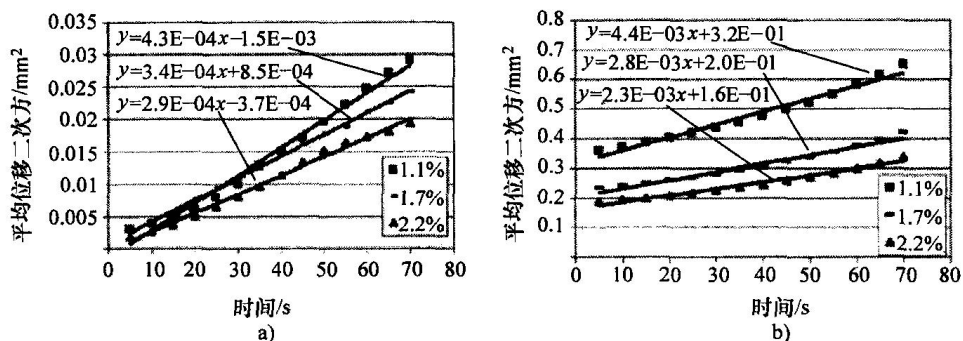 0.035
0.03
0.025
0.02
0.015
0.01
0.005
y=4.3E-04x-1.5E-03
y=3.4E-04x+8.5E-04
y=2.9E-04x-3.7E-04
平均位移二次方/mm²
1.1%
1.7%
2.2%
0 10 20 30 40 50 60 70 80
时间/s
a)
0.8
0.7
0.6
0.5
0.4
0.3
0.2
0.1
y=4.4E-03x+3.2E-01
y=2.8E-03x+2.0E-01
y=2.3E-03x+1.6E-01
平均位移二次方/mm²
1.1%
1.7%
2.2%
0 10 20 30 40 50 60 70 80
时间/s
b)